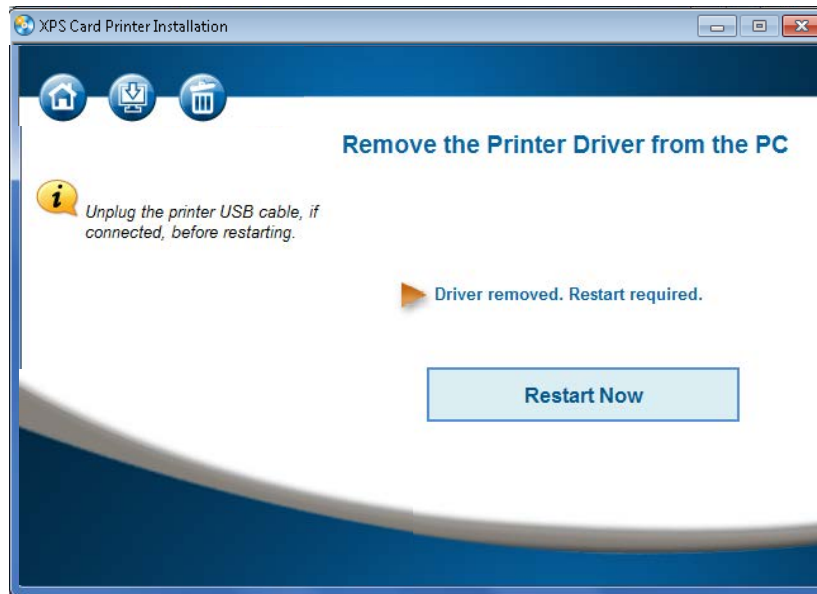 XPS Card Printer Installation
Remove the Printer Driver from the PC
i
Unplug the printer USB cable, if
connected, before restarting.
Driver removed. Restart required.
Restart Now